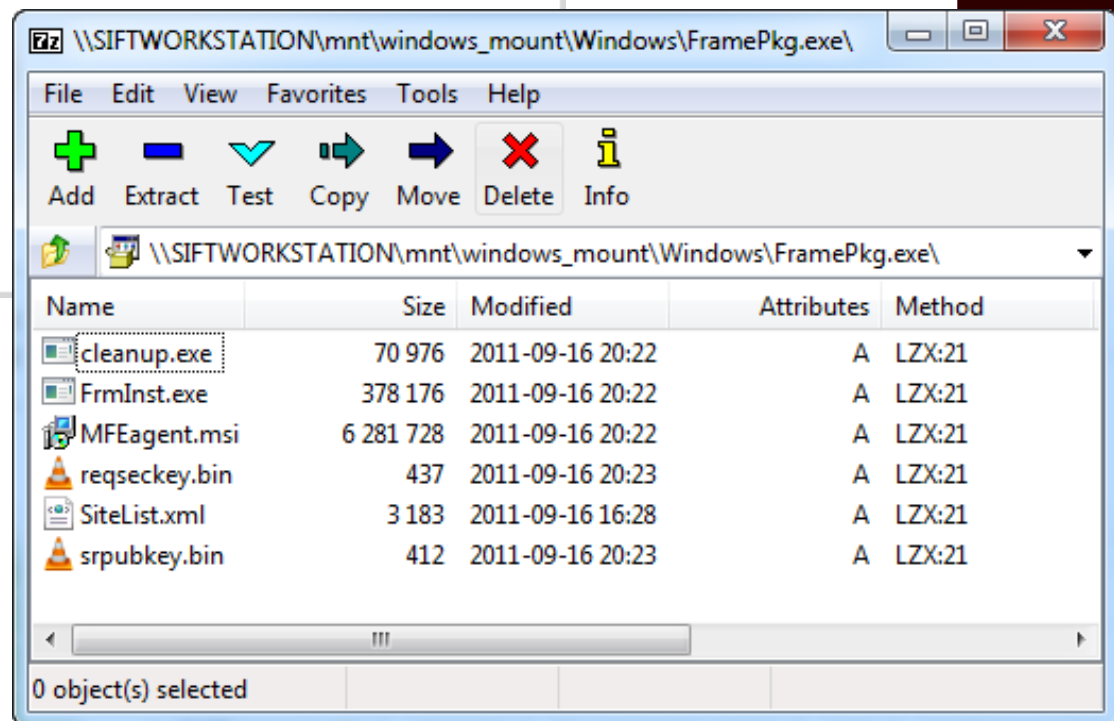 7z \\SIFTWORKSTATION\mnt\windows_mount\Windows\FramePkg.exe\
File Edit View Favorites Tools Help
Add Extract Test Copy Move Delete Info
\\SIFTWORKSTATION\mnt\windows_mount\Windows\FramePkg.exe\
Name Size Modified Attributes Method
cleanup.exe 70 976 2011-09-16 20:22 A LZX:21
FrmInst.exe 378 176 2011-09-16 20:22 A LZX:21
MFEagent.msi 6 281 728 2011-09-16 20:22 A LZX:21
reqseckey.bin 437 2011-09-16 20:23 A LZX:21
SiteList.xml 3 183 2011-09-16 16:28 A LZX:21
srpubkey.bin 412 2011-09-16 20:23 A LZX:21
0 object(s) selected